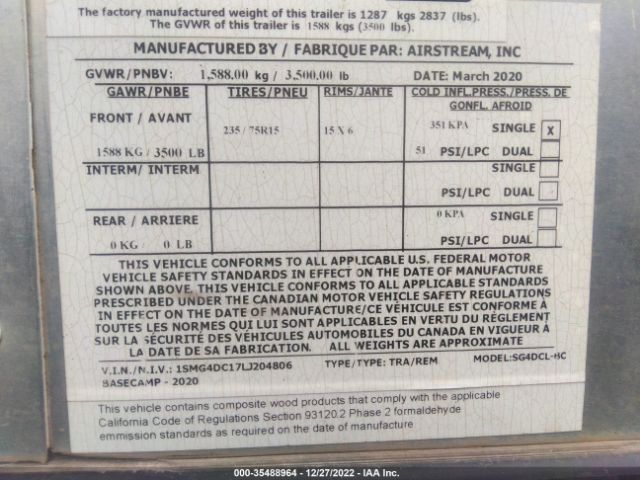 The factory manufactured weight of this trailer is 1287 kgs 2837 (lbs).
The GVWR of this trailer is 1588 kgs (3500 lbs).
MANUFACTURED BY / FABRIQUE PAR: AIRSTREAM, INC
GVWR/PNBV: 1,588.00 kg / 3,500.00 lb DATE: March 2020
GAWR/PNBE TIRES/PNEU RIMS/JANTE COLD INFL.PRESS./PRESS. DE
GONFL. AFROID
FRONT / AVANT 235 / 75R15 15 X 6 351 KPA SINGLE X
1588 KG / 3500 LB 51 PSI/LPC DUAL
INTERM/ INTERM SINGLE
PSI/LPC DUAL
REAR / ARRIERE 0 KPA SINGLE
0 KG / 0 LB PSI/LPC DUAL
THIS VEHICLE CONFORMS TO ALL APPLICABLE U.S. FEDERAL MOTOR
VEHICLE SAFETY STANDARDS IN EFFECT ON THE DATE OF MANUFACTURE
SHOWN ABOVE. THIS VEHICLE CONFORMS TO ALL APPLICABLE STANDARDS
PRESCRIBED UNDER THE CANADIAN MOTOR VEHICLE SAFETY REGULATIONS
IN EFFECT ON THE DATE OF MANUFACTURE/CE VÉHICULE EST CONFORME À
TOUTES LES NORMES QUI LUI SONT APPLICABLES EN VERTU DU RÉGLEMENT
SUR LA SÉCURITÉ DES VÉHICULES AUTOMOBILES DU CANADA EN VIGUEUR À
LA DATE DE SA FABRICATION. ALL WEIGHTS ARE APPROXIMATE
V.I.N./N.I.V.: 1SMG4DC17LJ204806 TYPE/TYPE: TRA/REM MODEL:SG4DCL-BC
BASECAMP - 2020
This vehicle contains composite wood products that comply with the applicable
California Code of Regulations Section 93120.2 Phase 2 formaldehyde
emmission standards as required on the date of manufacture
000-35488964 - 12/27/2022 - IAA Inc.